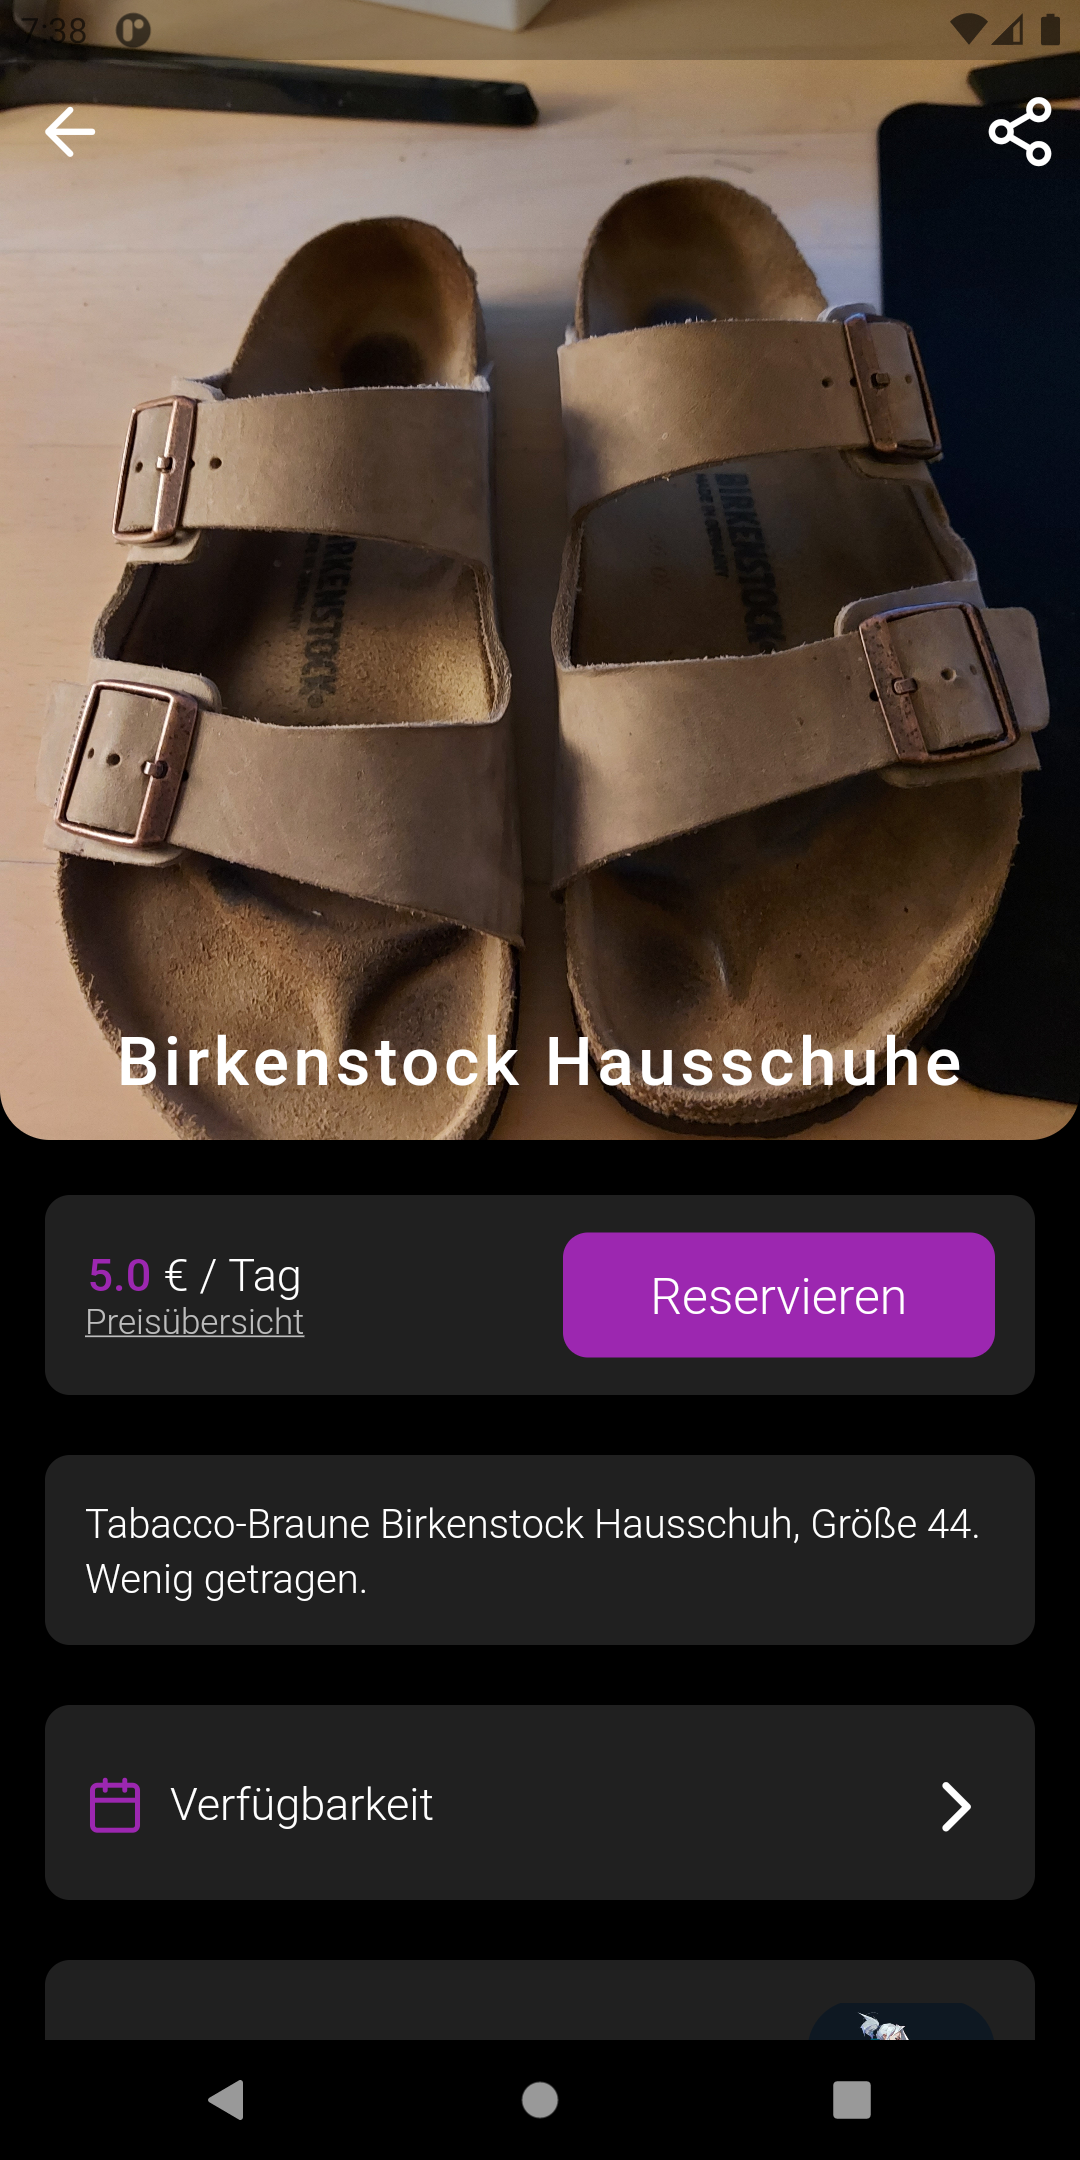 7:38
BIRKENSTOCK
MADE IN GERMANY
BIRKENSTOCK
Birkenstock Hausschuhe
5.0 € / Tag
Reservieren
Preisübersicht
Tabacco-Braune Birkenstock Hausschuh, Größe 44.
Wenig getragen.
Verfügbarkeit